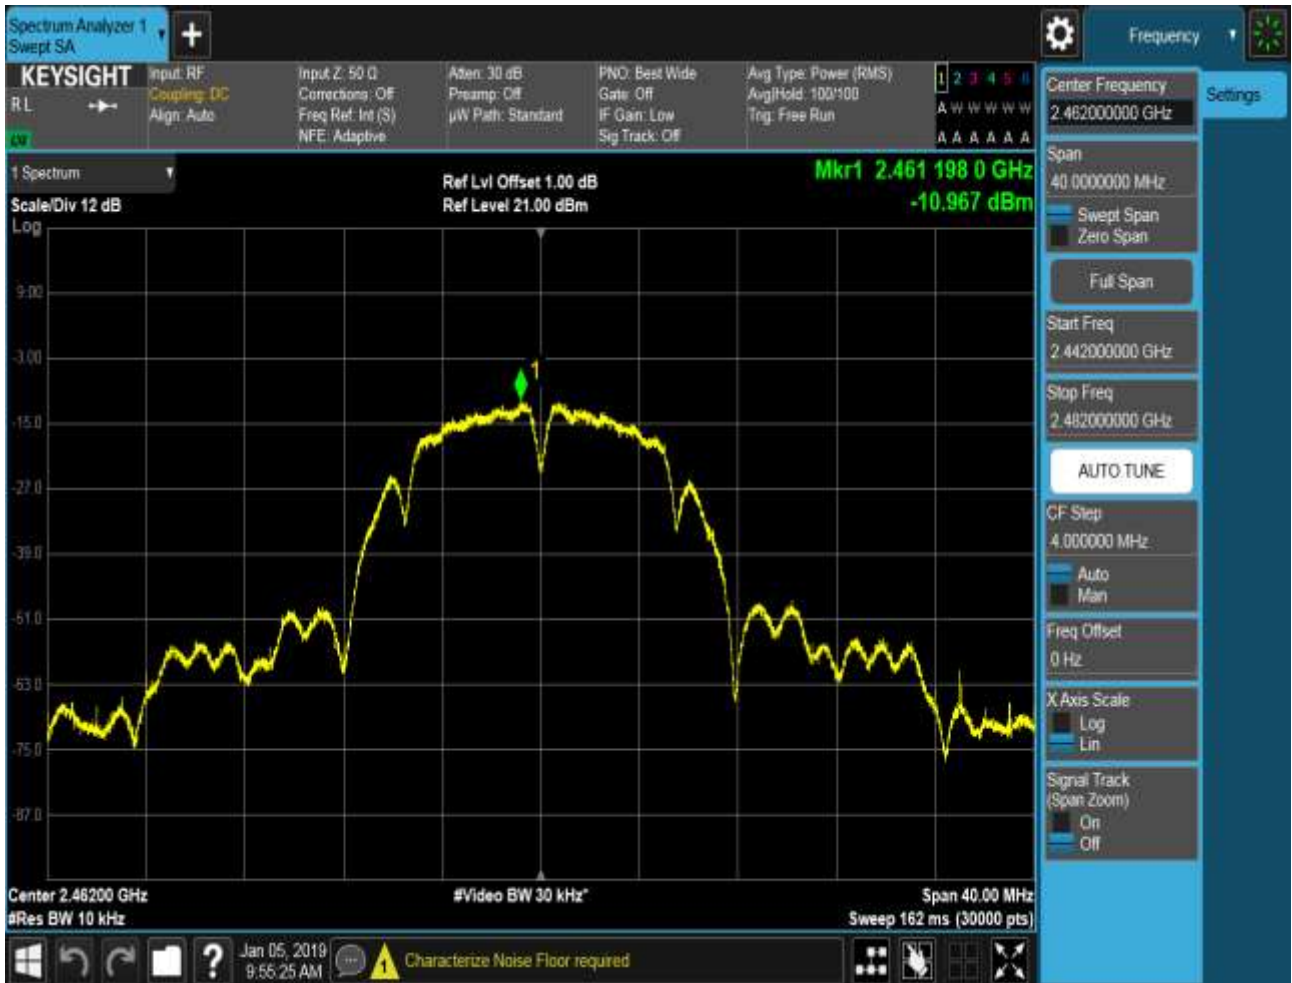 Spectrum Analyzer 1
Swept SA
+
Frequency
KEYSIGHT
R L
LXI
Input: RF
Coupling: DC
Align: Auto
Input Z: 50 Ω
Corrections: Off
Freq Ref: Int (S)
NFE: Adaptive
Atten: 30 dB
Preamp: Off
µW Path: Standard
PNO: Best Wide
Gate: Off
IF Gain: Low
Sig Track: Off
Avg Type: Power (RMS)
Avg|Hold: 100/100
Trig: Free Run
1 2 3 4 5 6
A W W W W W
A A A A A A
1 Spectrum
Scale/Div 12 dB
Ref Lvl Offset 1.00 dB
Ref Level 21.00 dBm
Mkr1 2.461 198 0 GHz
-10.967 dBm
Log
9.00
-3.00
-15.0
-27.0
-39.0
-51.0
-63.0
-75.0
-87.0
1
Center 2.46200 GHz
#Res BW 10 kHz
#Video BW 30 kHz*
Span 40.00 MHz
Sweep 162 ms (30000 pts)
Center Frequency
2.462000000 GHz
Settings
Span
40.0000000 MHz
Swept Span
Zero Span
Full Span
Start Freq
2.442000000 GHz
Stop Freq
2.482000000 GHz
AUTO TUNE
CF Step
4.000000 MHz
Auto
Man
Freq Offset
0 Hz
X Axis Scale
Log
Lin
Signal Track
(Span Zoom)
On
Off
?
Jan 05, 2019
9:55:25 AM
1
Characterize Noise Floor required